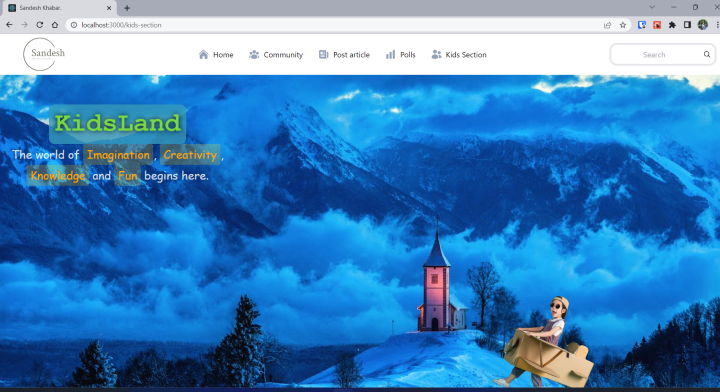 Sandesh Khabar.
localhost:3000/kids-section
Sandesh
Home
Community
Post article
Polls
Kids Section
Search
KidsLand
The world of Imagination, Creativity,
Knowledge and Fun begins here.